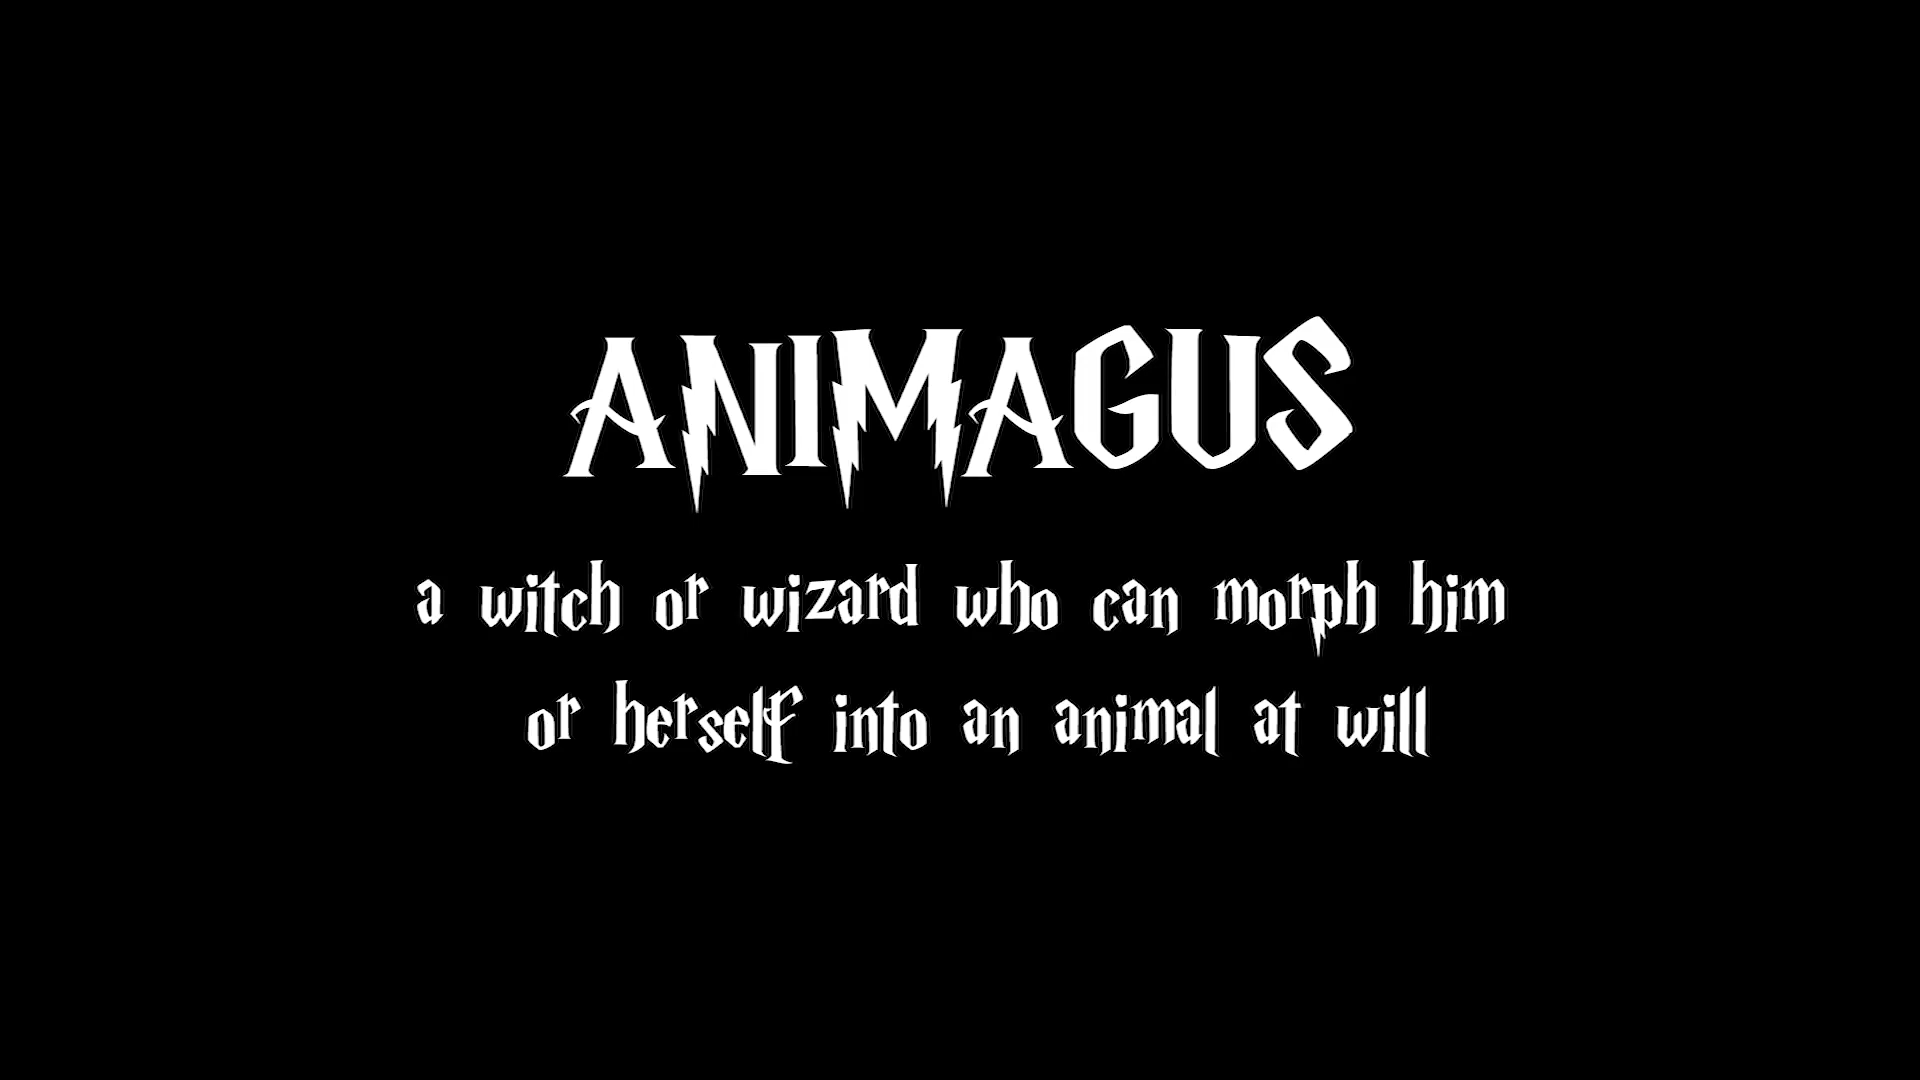 ANIMAGUS
a witch or wizard who can morph him
or herself into an animal at will